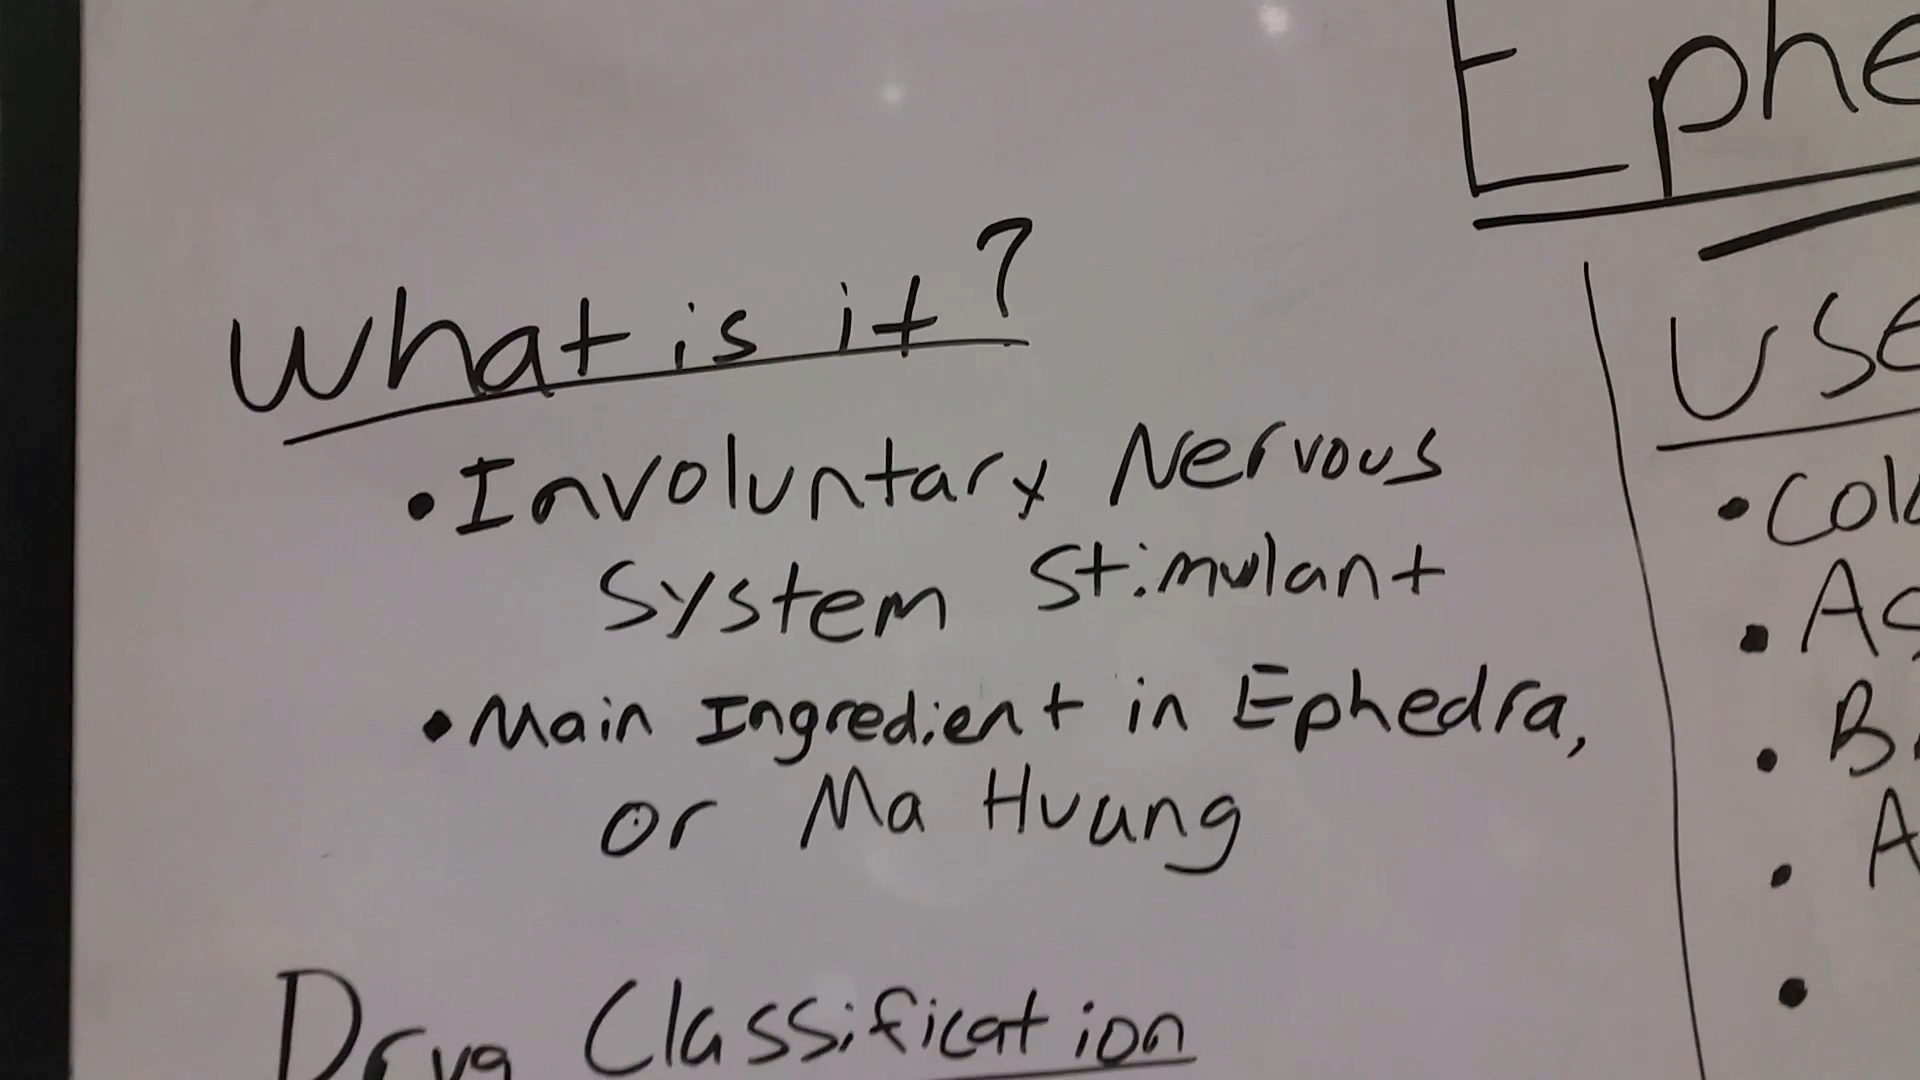 What is it?
• Involuntary Nervous
System Stimulant
• Main Ingredient in Ephedra,
or Ma Huang
Drug Classification
Ephe
Use
• Col
• As
• B
• A
•